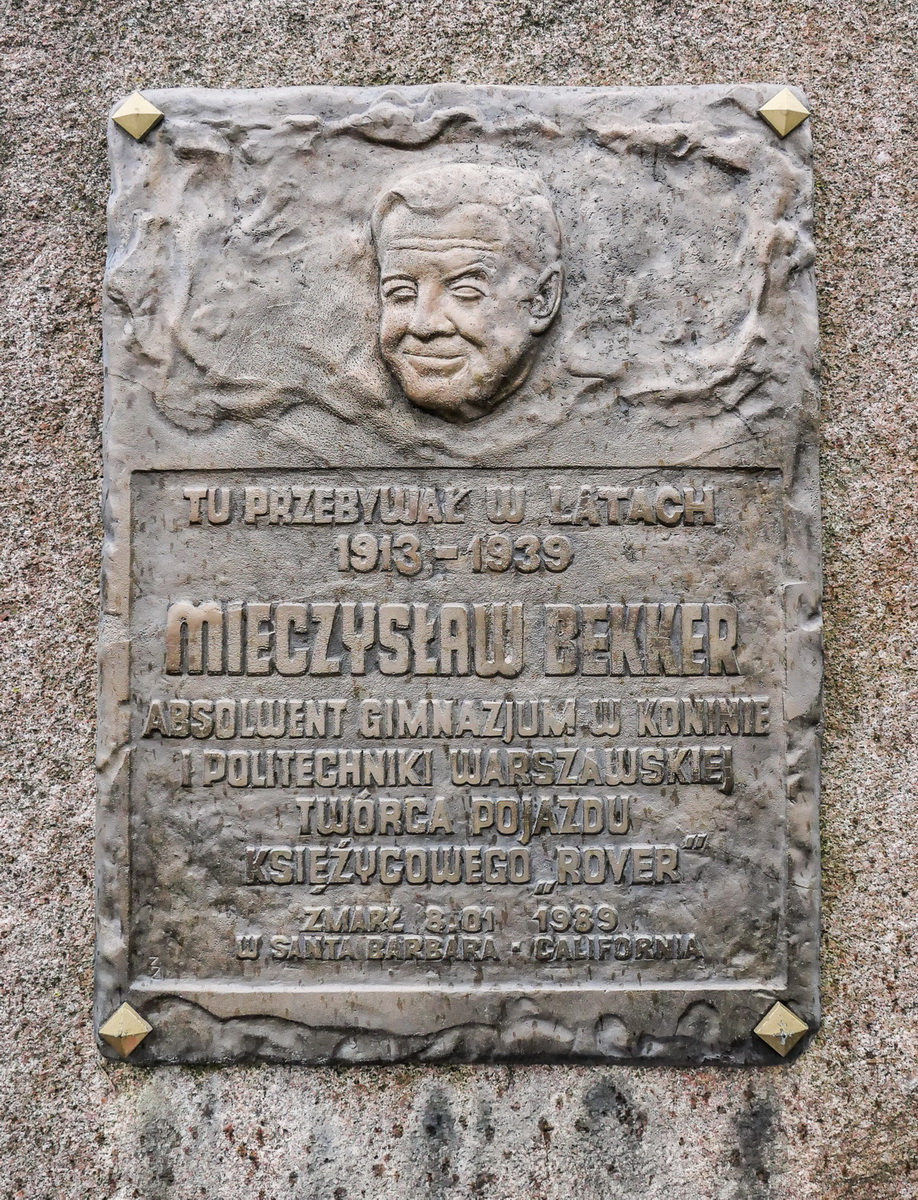 TU PRZEBYWAŁ W LATACH
1913 - 1939
MIECZYSŁAW BEKKER
ABSOLWENT GIMNAZJUM W KONINIE
I POLITECHNIKI WARSZAWSKIEJ
TWÓRCA POJAZDU
KSIĘŻYCOWEGO „ROVER”
ZMARŁ 8.01 1989
W SANTA BARBARA - CALIFORNIA